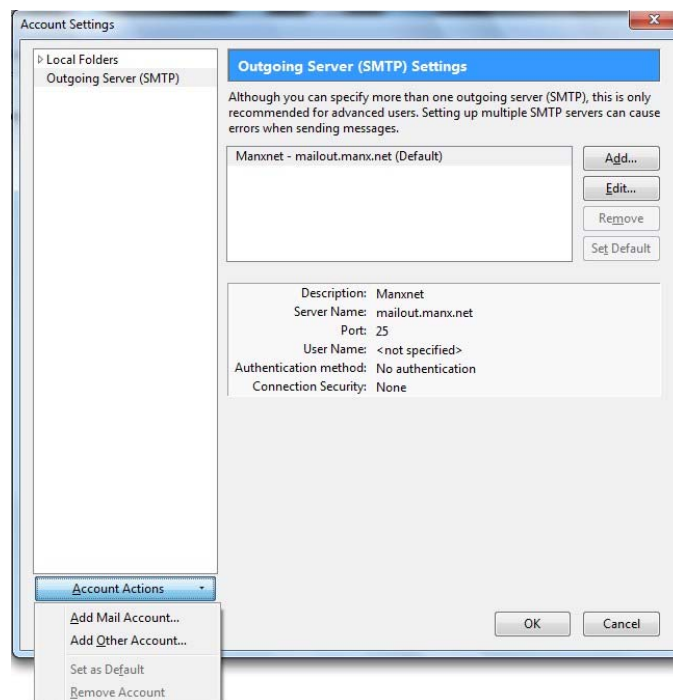 Account Settings
Local Folders
Outgoing Server (SMTP)
Outgoing Server (SMTP) Settings
Although you can specify more than one outgoing server (SMTP), this is only
recommended for advanced users. Setting up multiple SMTP servers can cause
errors when sending messages.
Manxnet - mailout.manx.net (Default)
Add...
Edit...
Remove
Set Default
Description: Manxnet
Server Name: mailout.manx.net
Port: 25
User Name: <not specified>
Authentication method: No authentication
Connection Security: None
Account Actions
Add Mail Account...
Add Other Account...
Set as Default
Remove Account
OK
Cancel